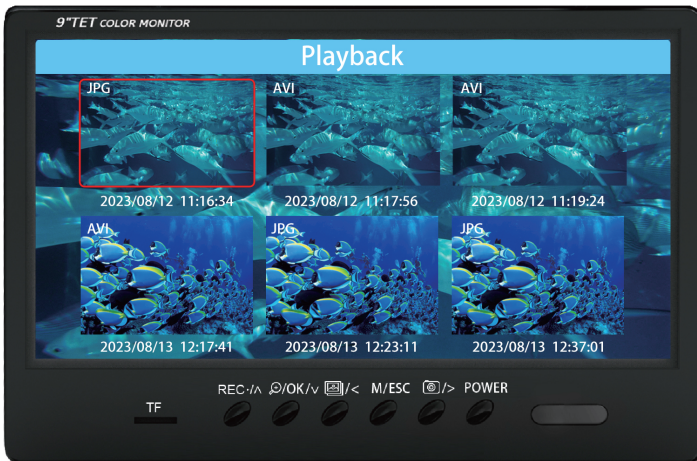 9"TET COLOR MONITOR
Playback
JPG AVI AVI
2023/08/12 11:16:34 2023/08/12 11:17:56 2023/08/12 11:19:24
AVI JPG JPG
2023/08/13 12:17:41 2023/08/13 12:23:11 2023/08/13 12:37:01
REC·/∧ /OK/∨ /< M/ESC /> POWER
TF